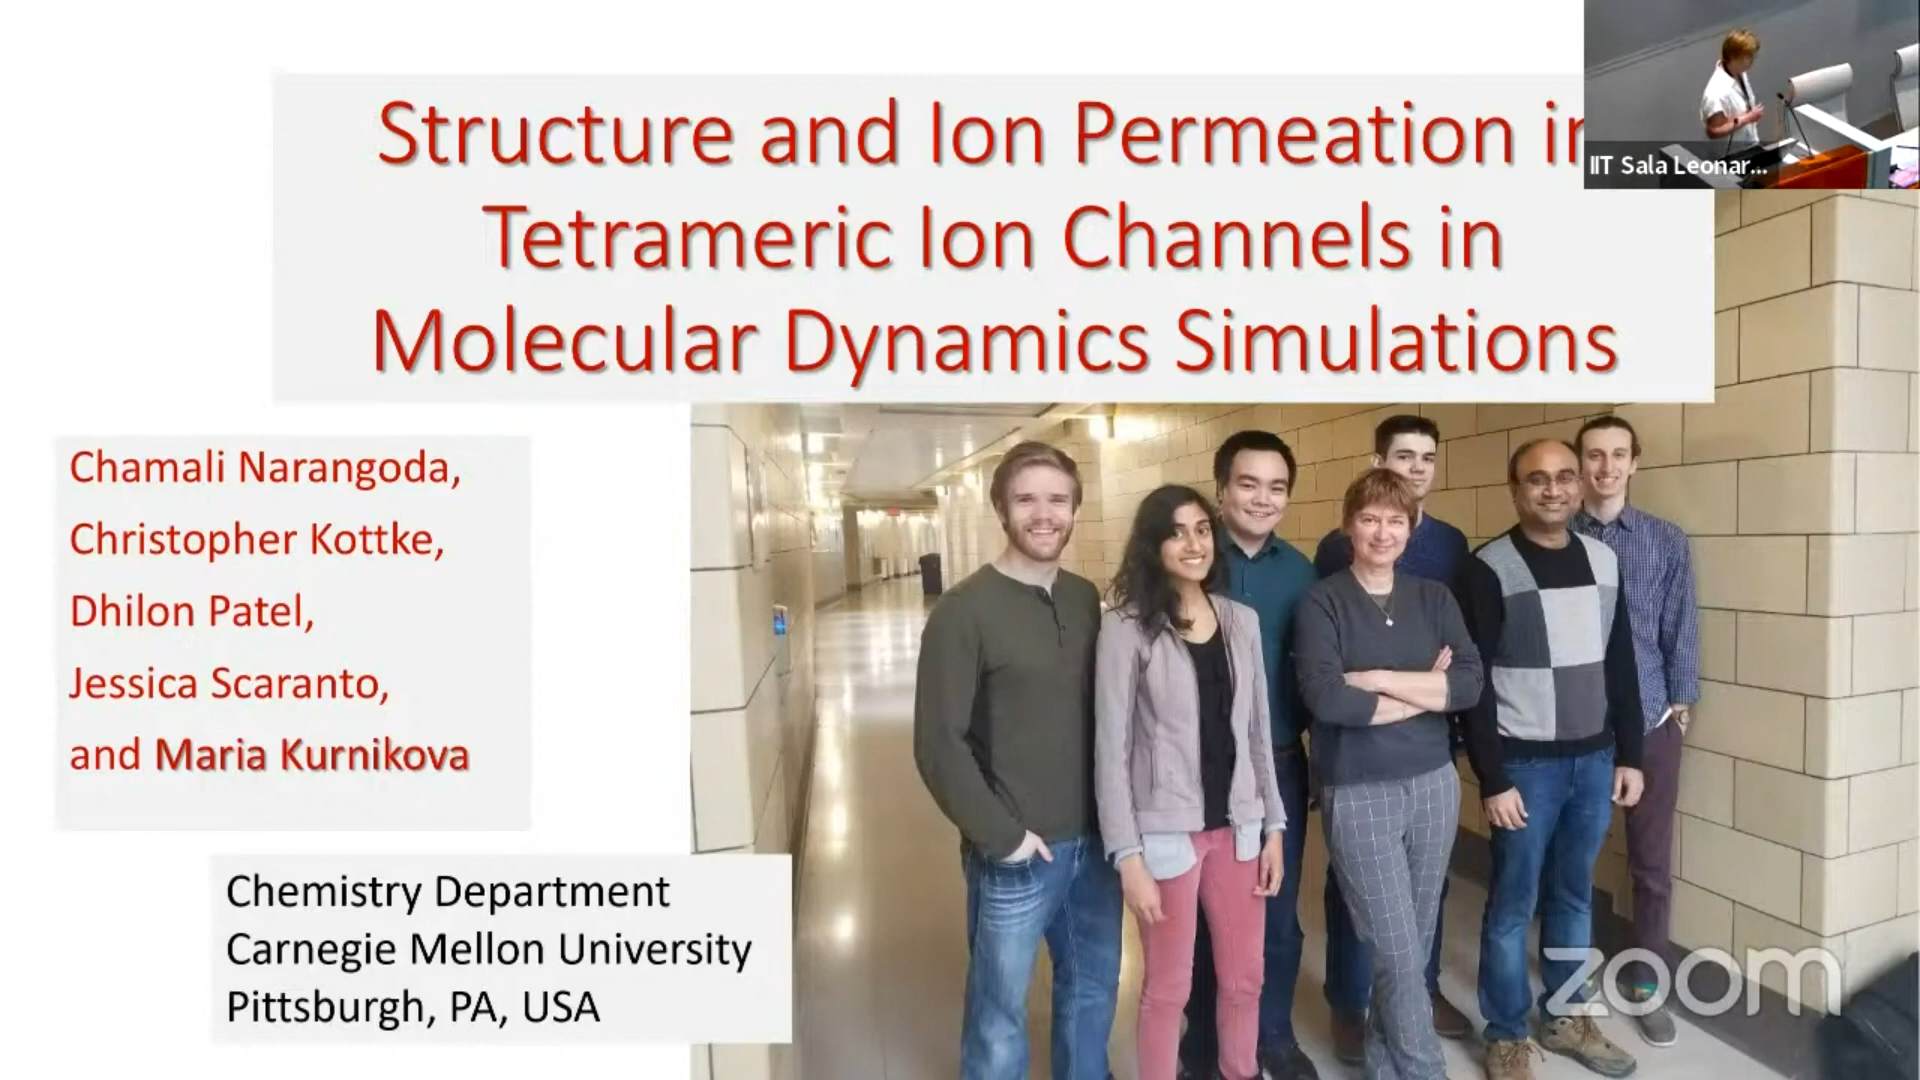 Structure and Ion Permeation in
Tetrameric Ion Channels in
Molecular Dynamics Simulations
IIT Sala Leonar...
Chamali Narangoda,
Christopher Kottke,
Dhilon Patel,
Jessica Scaranto,
and Maria Kurnikova
Chemistry Department
Carnegie Mellon University
Pittsburgh, PA, USA
zoom